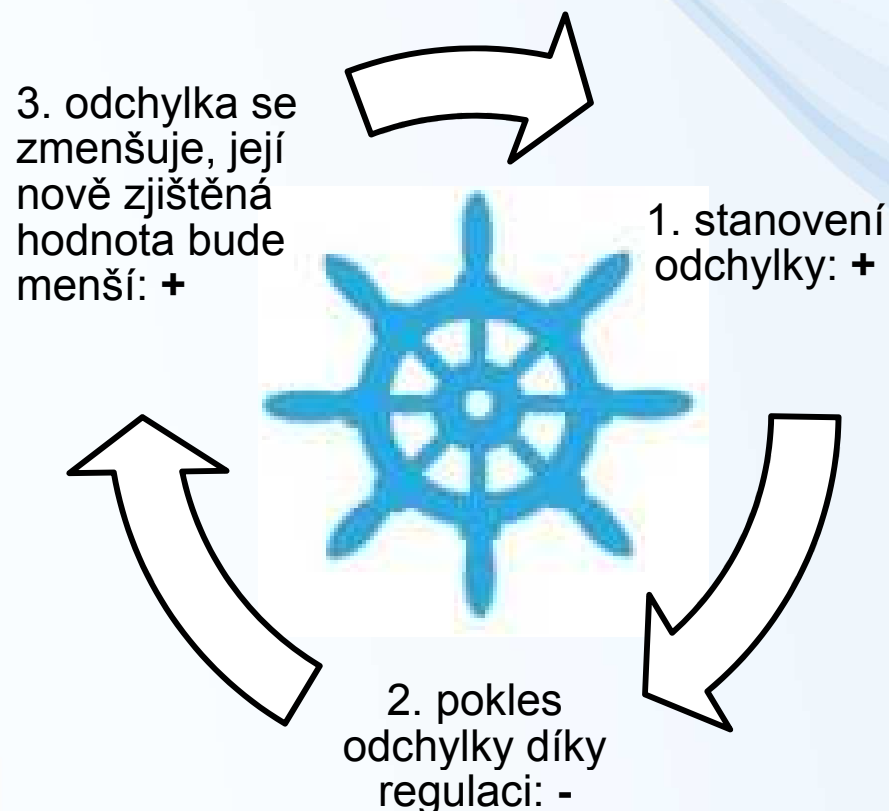 3. odchylka se
zmenšuje, její
nově zjištěná
hodnota bude
menší: +
1. stanovení
odchylky: +
2. pokles
odchylky díky
regulaci: -